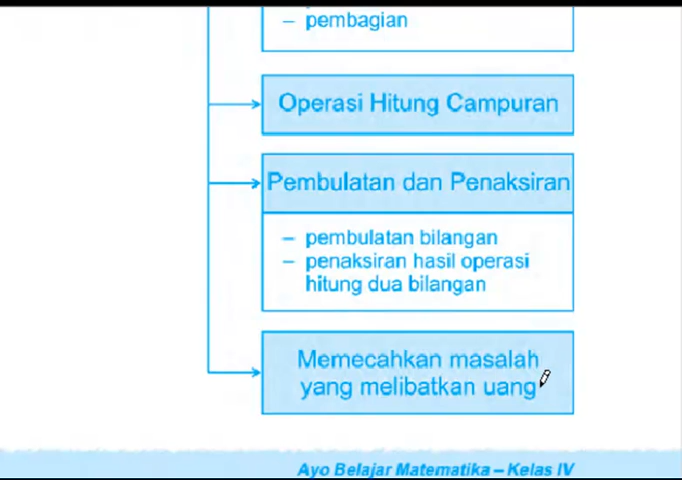 – pembagian
Operasi Hitung Campuran
Pembulatan dan Penaksiran
– pembulatan bilangan
– penaksiran hasil operasi
hitung dua bilangan
Memecahkan masalah
yang melibatkan uang
Ayo Belajar Matematika – Kelas IV